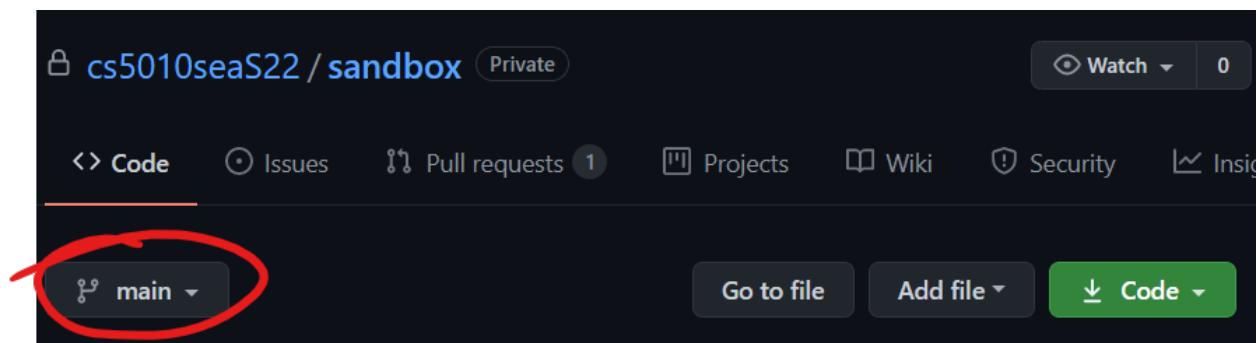 cs5010seaS22 / sandbox Private Watch 0
Code Issues Pull requests 1 Projects Wiki Security Insig
main Go to file Add file Code